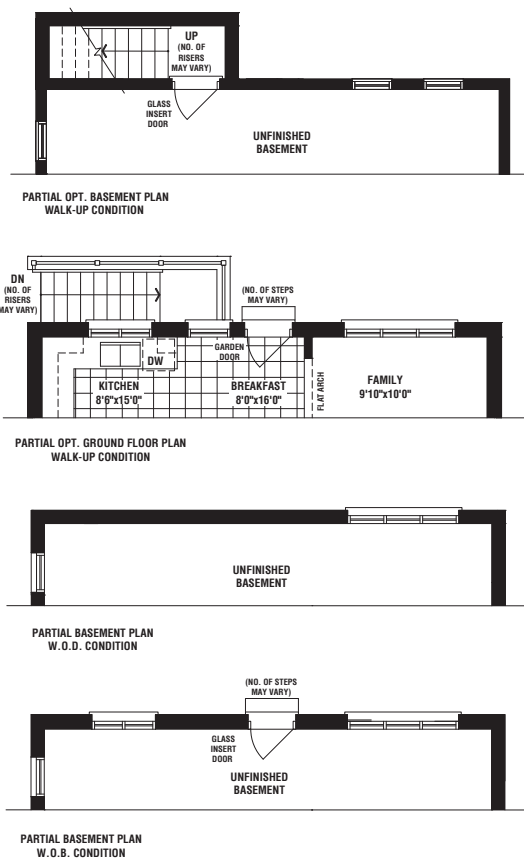 UP
(NO. OF
RISERS
MAY VARY)
GLASS
INSERT
DOOR
UNFINISHED
BASEMENT
PARTIAL OPT. BASEMENT PLAN
WALK-UP CONDITION
DN
(NO. OF
RISERS
MAY VARY)
(NO. OF STEPS
MAY VARY)
DW
GARDEN
DOOR
KITCHEN
8'6"x15'0"
BREAKFAST
8'0"x16'0"
FLAT ARCH
FAMILY
9'10"x10'0"
PARTIAL OPT. GROUND FLOOR PLAN
WALK-UP CONDITION
UNFINISHED
BASEMENT
PARTIAL BASEMENT PLAN
W.O.D. CONDITION
(NO. OF STEPS
MAY VARY)
GLASS
INSERT
DOOR
UNFINISHED
BASEMENT
PARTIAL BASEMENT PLAN
W.O.B. CONDITION